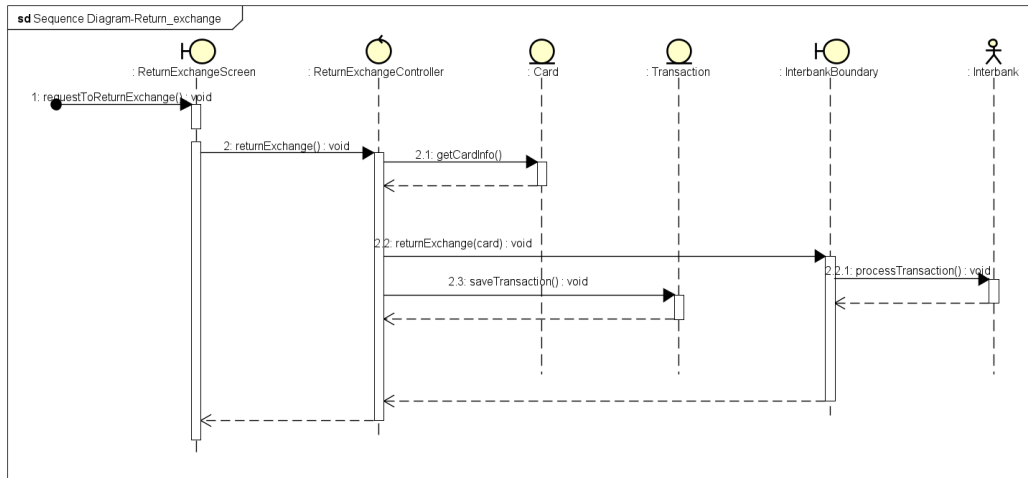 sd Sequence Diagram-Return_exchange
: ReturnExchangeScreen
: ReturnExchangeController
: Card
: Transaction
: InterbankBoundary
: Interbank
1: requestToReturnExchange() : void
2: returnExchange() : void
2.1: getCardInfo()
2.2: returnExchange(card) : void
2.2.1: processTransaction() : void
2.3: saveTransaction() : void